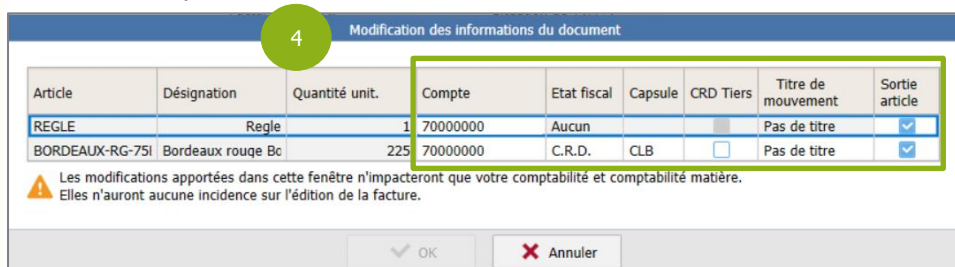 4
Modification des informations du document
Article Désignation Quantité unit. Compte Etat fiscal Capsule CRD Tiers Titre de mouvement Sortie article
REGLE Regle 1 70000000 Aucun Pas de titre
BORDEAUX-RG-75l Bordeaux rouge Bo 225 70000000 C.R.D. CLB Pas de titre
Les modifications apportées dans cette fenêtre n'impacteront que votre comptabilité et comptabilité matière.
Elles n'auront aucune incidence sur l'édition de la facture.
OK Annuler